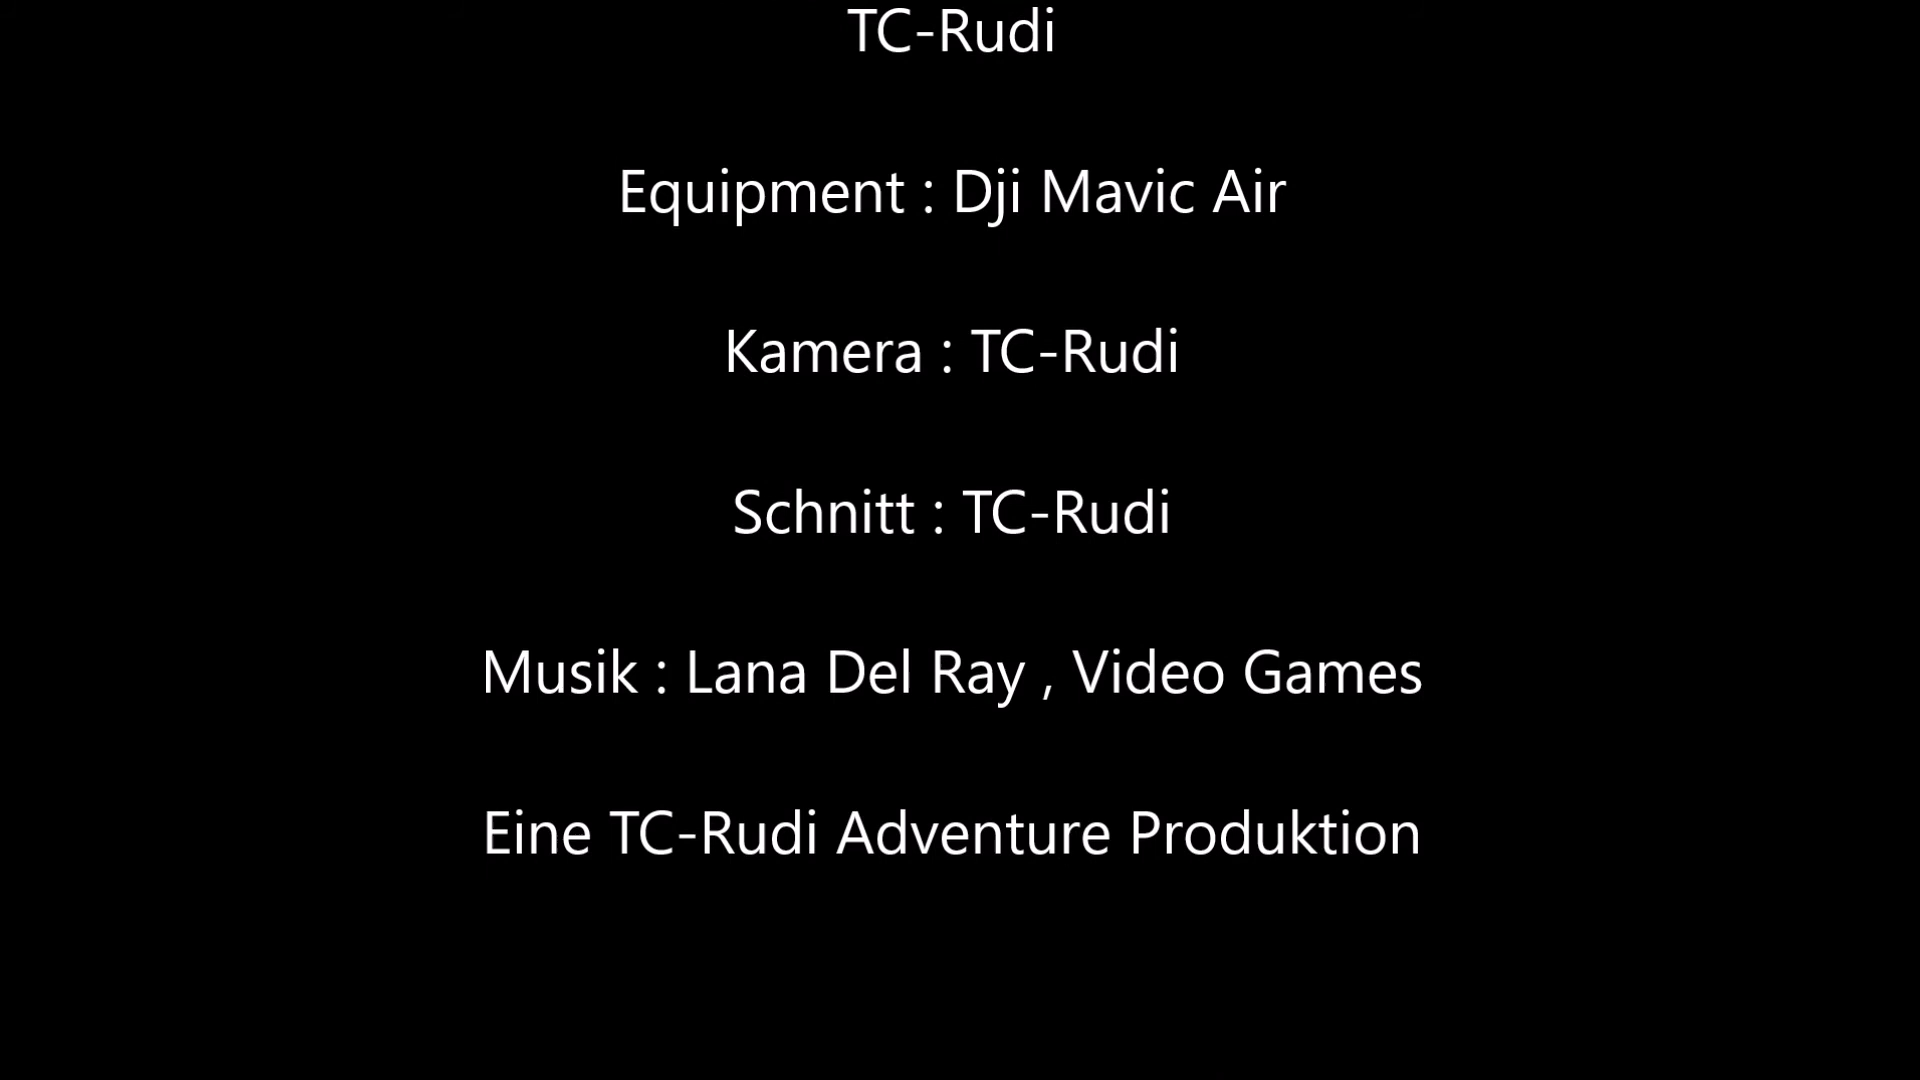 TC-Rudi
Equipment : Dji Mavic Air
Kamera : TC-Rudi
Schnitt : TC-Rudi
Musik : Lana Del Ray , Video Games
Eine TC-Rudi Adventure Produktion